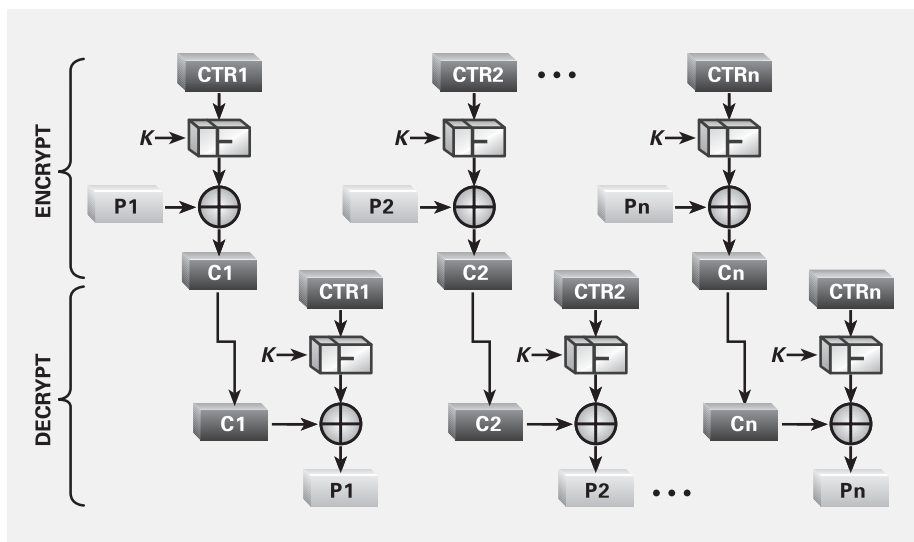 CTR1 CTR2 ••• CTRn
K K K
ENCRYPT
P1 P2 Pn
C1 C2 Cn
CTR1 CTR2 CTRn
K K K
DECRYPT
C1 C2 Cn
P1 P2 ••• Pn